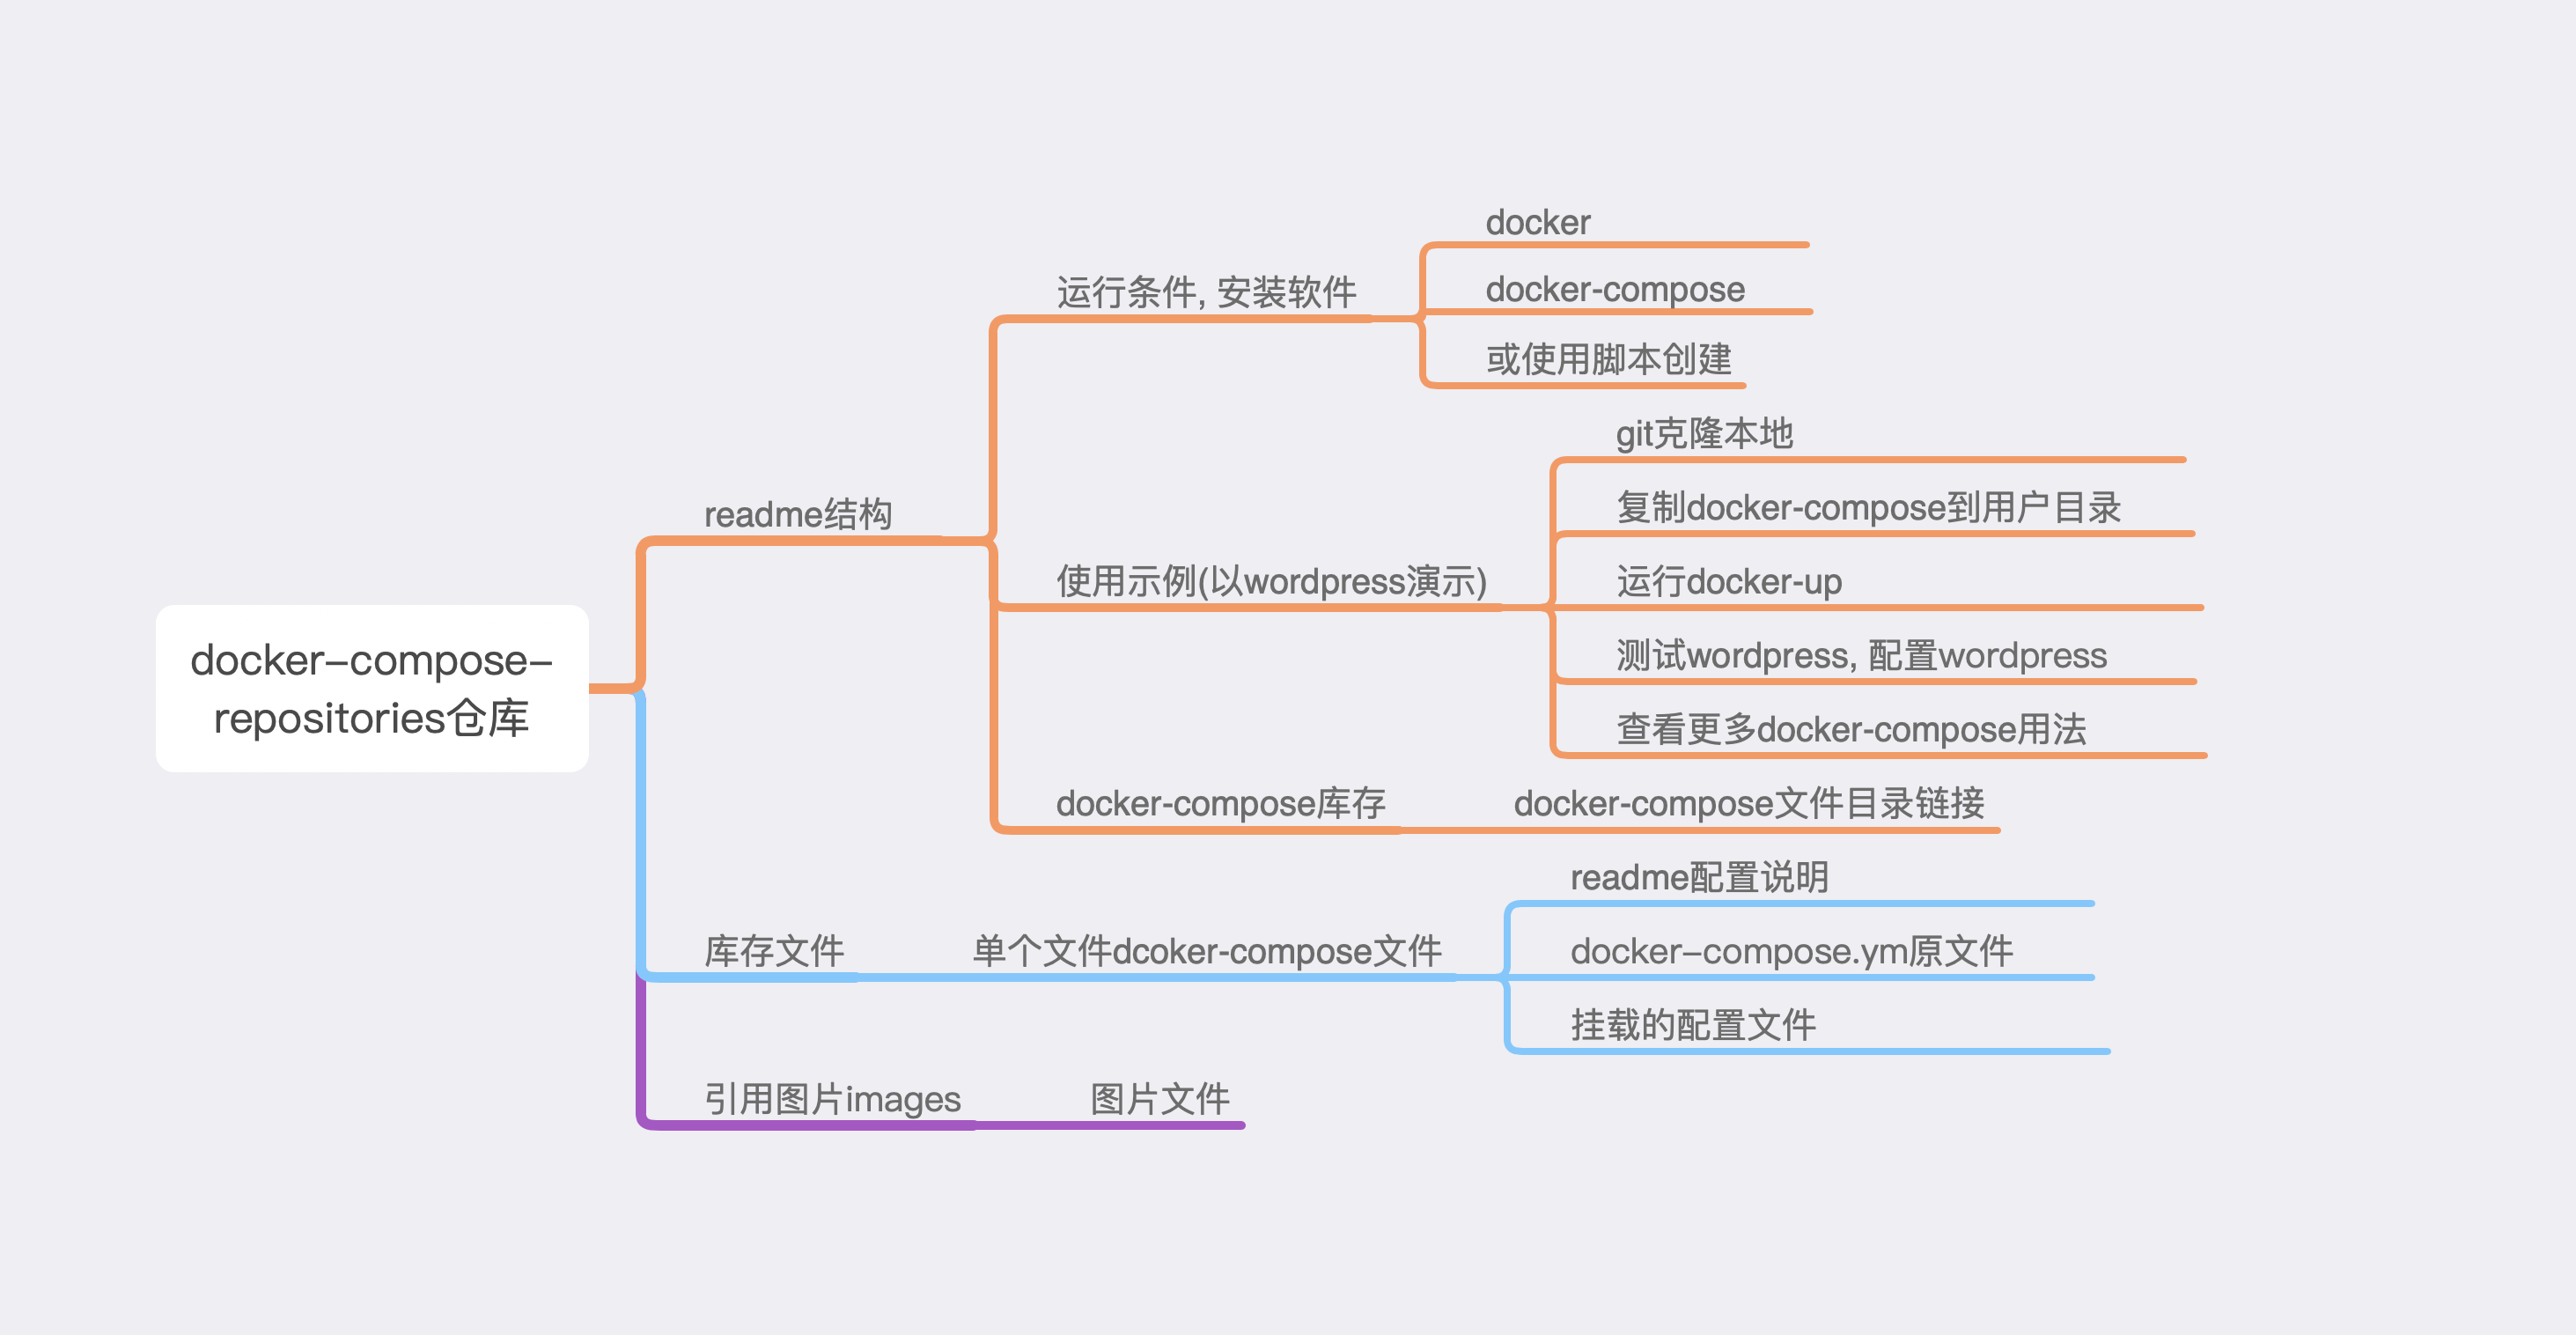 docker
运行条件, 安装软件
docker-compose
或使用脚本创建
git克隆本地
readme结构
复制docker-compose到用户目录
使用示例(以wordpress演示)
运行docker-up
docker-compose-
repositories仓库
测试wordpress, 配置wordpress
查看更多docker-compose用法
docker-compose库存
docker-compose文件目录链接
readme配置说明
库存文件
单个文件dcoker-compose文件
docker-compose.ym原文件
挂载的配置文件
引用图片images
图片文件